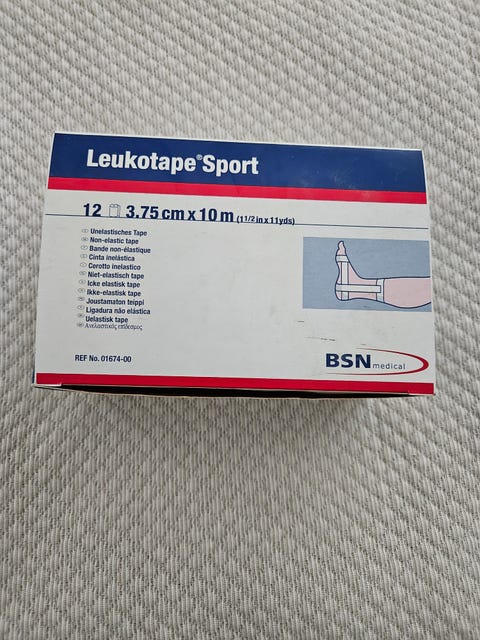 Leukotape® Sport
12 3.75 cm x 10 m (1 1/2 in x 11 yds)
Unelastisches Tape
Non-elastic tape
Bande non-élastique
Cinta inelástica
Cerotto inelastico
Niet-elastisch tape
Icke elastisk tape
Ikke-elastisk tape
Joustamaton teippi
Ligadura não elástica
Uelastisk tape
Ανελαστικός επίδεσμος
REF No. 01674-00
BSN medical